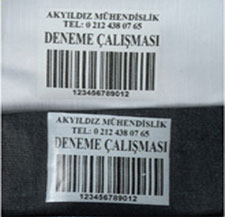 AKYILDIZ MÜHENDİSLİK
TEL: 0 212 438 07 65
DENEME ÇALIŞMASI
123456789012
AKYILDIZ MÜHENDİSLİK
TEL: 0 212 438 07 65
DENEME ÇALIŞMASI
123456789012